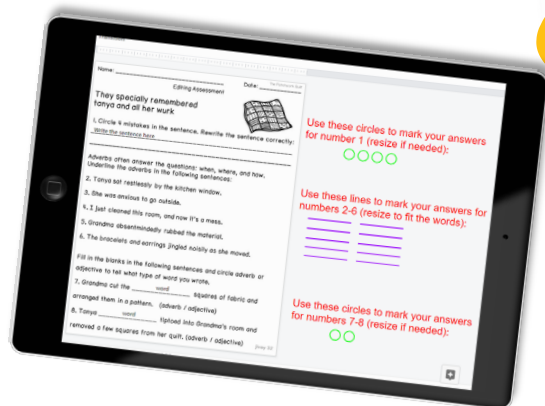 Name:
Date:
Editing Assessment
They specially remembered
tanya and all her wurk
1. Circle 4 mistakes in the sentence. Rewrite the sentence correctly:
Write the sentence here
Adverbs often answer the questions: when, where, and how.
Underline the adverbs in the following sentences:
2. Tanya sat restlessly by the kitchen window.
3. She was anxious to go outside.
4. I just cleaned this room, and now it's a mess.
5. Grandma absentmindedly rubbed the material.
6. The bracelets and earrings jingled noisily as she moved.
Fill in the blanks in the following sentences and circle adverb or
adjective to tell what type of word you wrote.
7. Grandma cut the word squares of fabric and
arranged them in a pattern. (adverb / adjective)
8. Tanya word tiptoed into Grandma's room and
removed a few squares from her quilt. (adverb / adjective)
Use these circles to mark your answers
for number 1 (resize if needed):
Use these lines to mark your answers for
numbers 2-6 (resize to fit the words):
Use these circles to mark your answers
for numbers 7-8 (resize if needed):